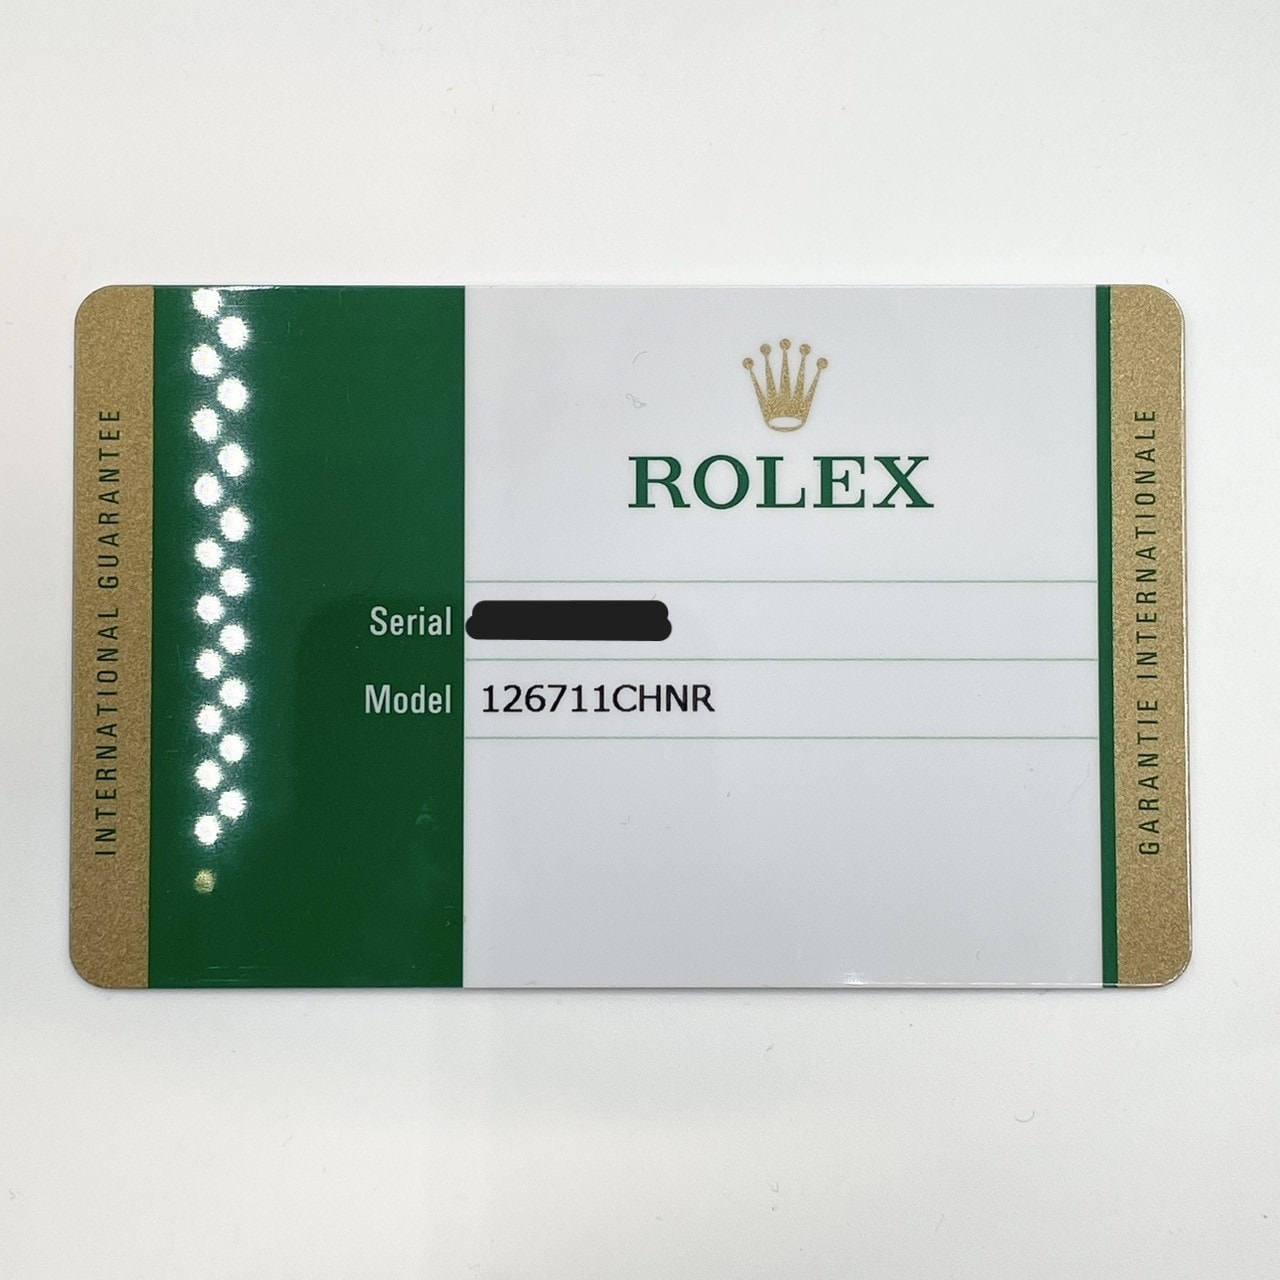 INTERNATIONAL GUARANTEE
ROLEX
Serial
Model 126711CHNR
GARANTIE INTERNATIONALE